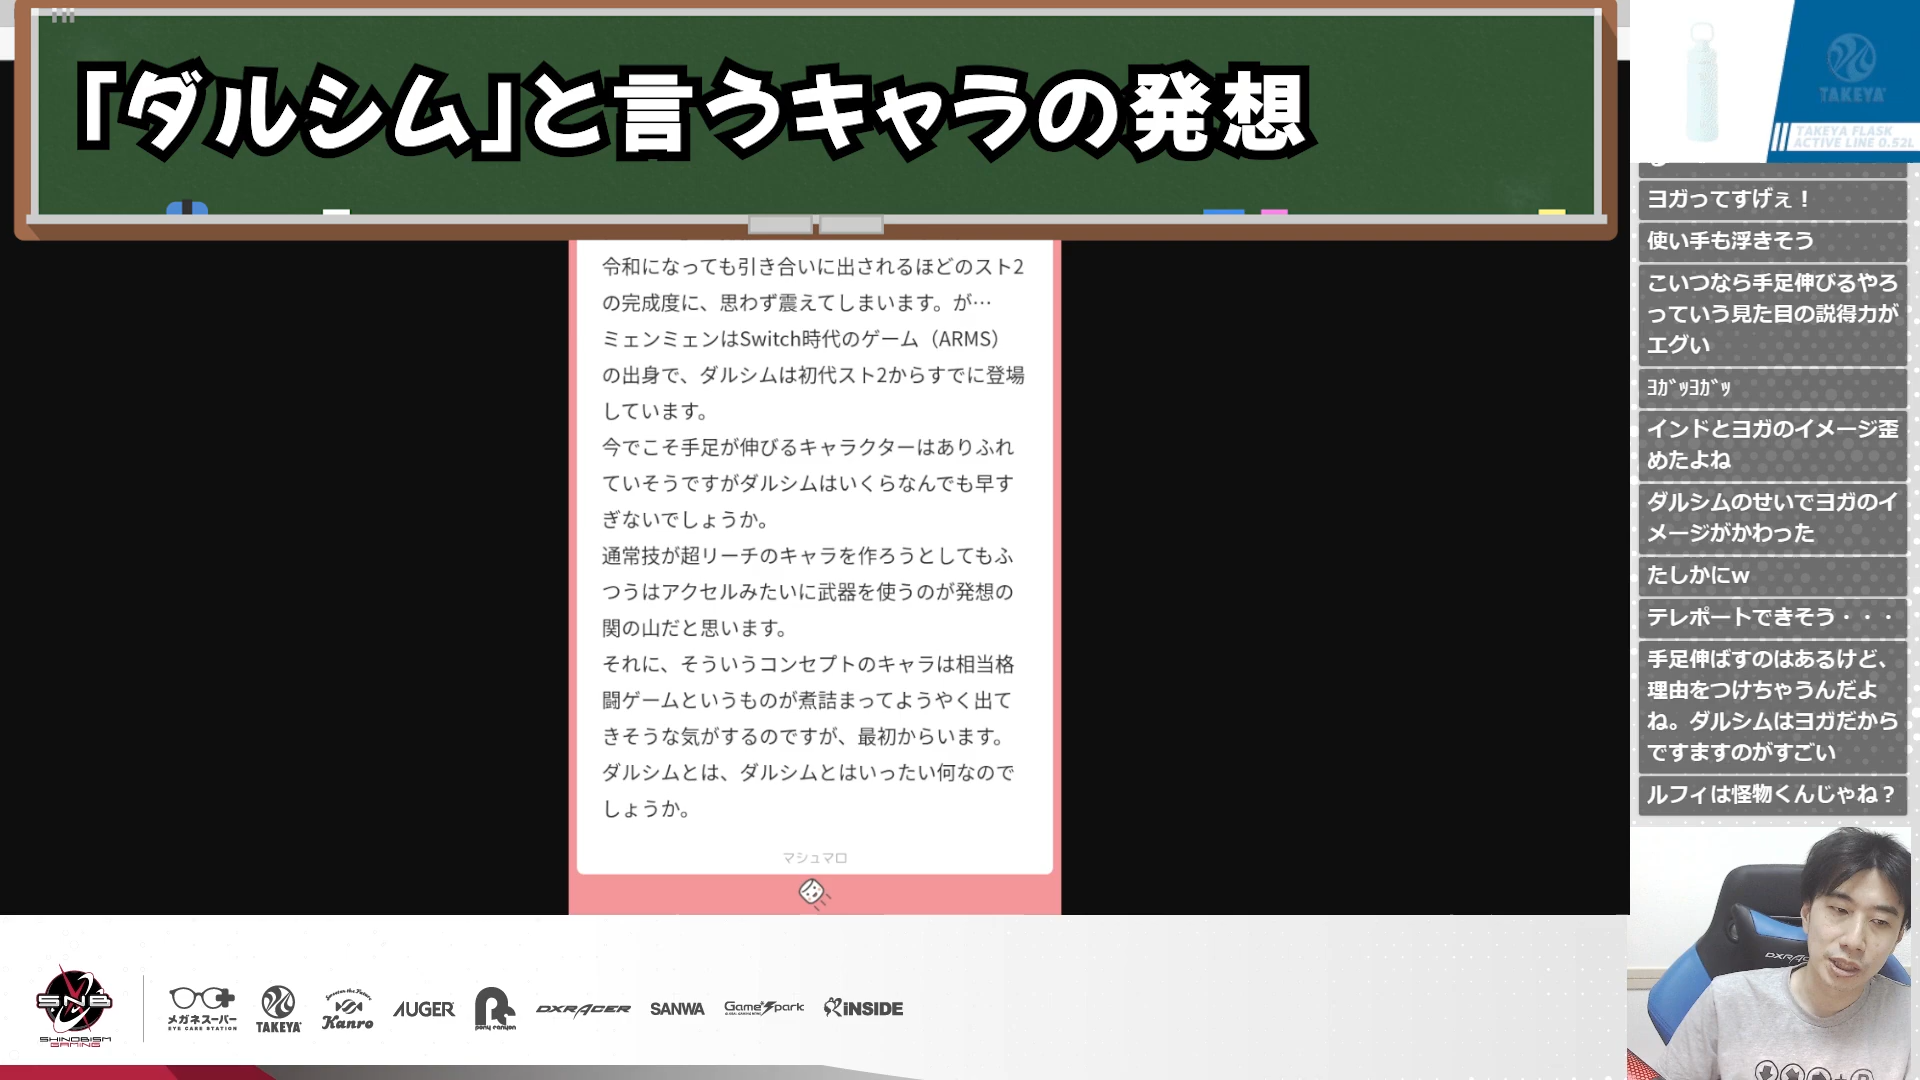 「ダルシム」と言うキャラの発想
令和になっても引き合いに出されるほどのスト2
の完成度に、思わず震えてしまいます。が…
ミェンミェンはSwitch時代のゲーム（ARMS）
の出身で、ダルシムは初代スト2からすでに登場
しています。
今でこそ手足が伸びるキャラクターはありふれ
ていそうですがダルシムはいくらなんでも早す
ぎないでしょうか。
通常技が超リーチのキャラを作ろうとしてもふ
つうはアクセルみたいに武器を使うのが発想の
関の山だと思います。
それに、そういうコンセプトのキャラは相当格
闘ゲームというものが煮詰まってようやく出て
きそうな気がするのですが、最初からいます。
ダルシムとは、ダルシムとはいったい何なので
しょうか。
マシュマロ
TAKEYA
TAKEYA FLASK
ACTIVE LINE 0.52L
ヨガってすげぇ！
使い手も浮きそう
こいつなら手足伸びるやろ
っていう見た目の説得力が
エグい
ﾖｶﾞｯﾖｶﾞｯ
インドとヨガのイメージ歪
めたよね
ダルシムのせいでヨガのイ
メージがかわった
たしかにw
テレポートできそう・・・
手足伸ばすのはあるけど、
理由をつけちゃうんだよ
ね。ダルシムはヨガだから
ですますのがすごい
ルフィは怪物くんじゃね？
DXRAC
SNB
SHINOBISM
GAMING
メガネスーパー
EYE CARE STATION
TAKEYA
Kanro
AUGER
pony canyon
DXRACER
SANWA
Game*Spark
iNSIDE